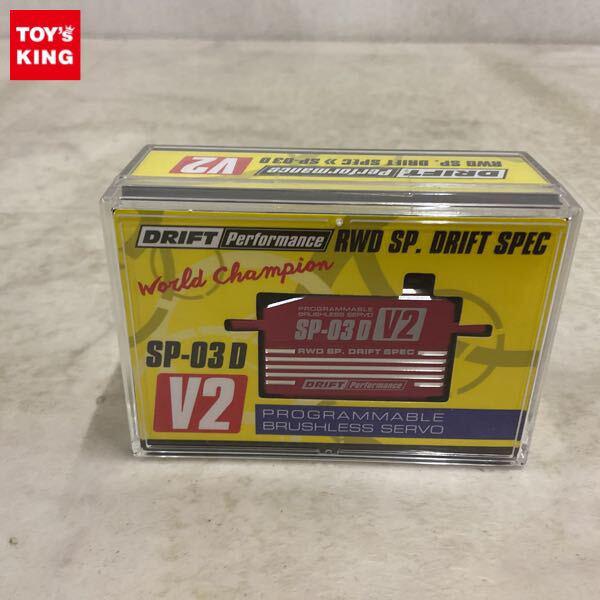 TOY's
KING
DRIFT Performance RWD SP. DRIFT SPEC >> SP-03 D V2
DRIFT Performance RWD SP. DRIFT SPEC
World Champion
PROGRAMMABLE
BRUSHLESS SERVO
SP-03 D V2
RWD SP. DRIFT SPEC
DRIFT Performance
SP-03 D
V2
PROGRAMMABLE
BRUSHLESS SERVO